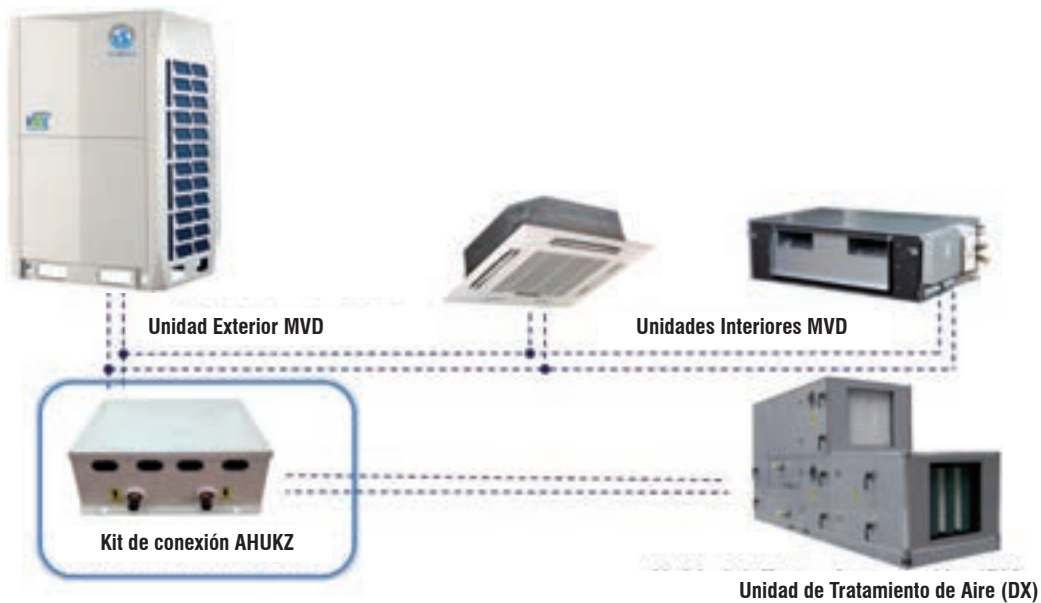 Unidad Exterior MVD
Unidades Interiores MVD
Kit de conexión AHUKZ
Unidad de Tratamiento de Aire (DX)